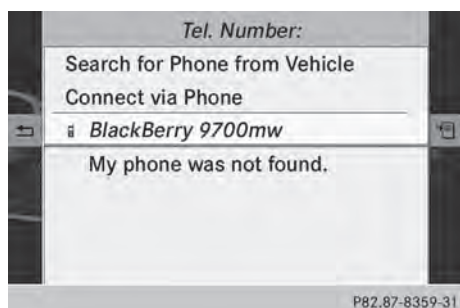 Tel. Number:
Search for Phone from Vehicle
Connect via Phone
BlackBerry 9700mw
My phone was not found.
P82.87-8359-31